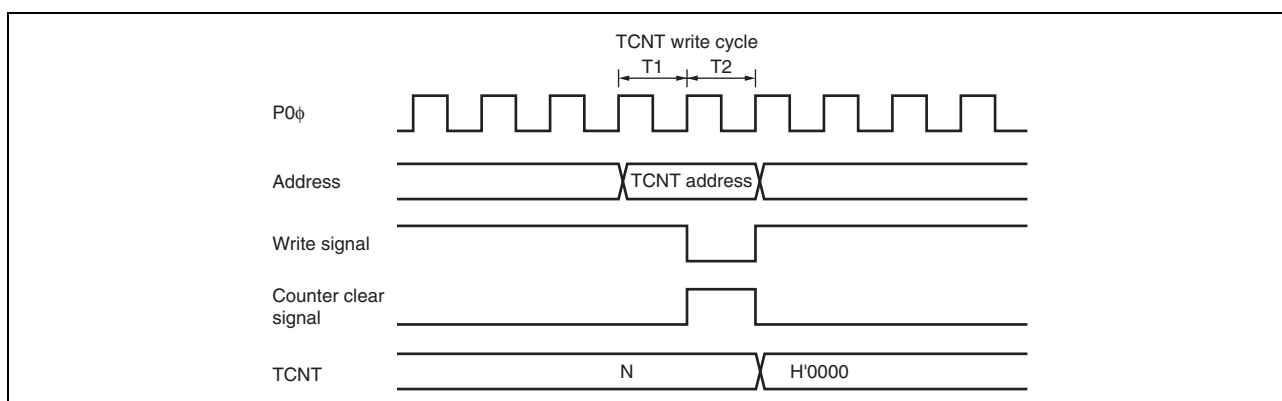 TCNT write cycle
T1 T2
P0ϕ
Address
TCNT address
Write signal
Counter clear
signal
TCNT
N
H'0000